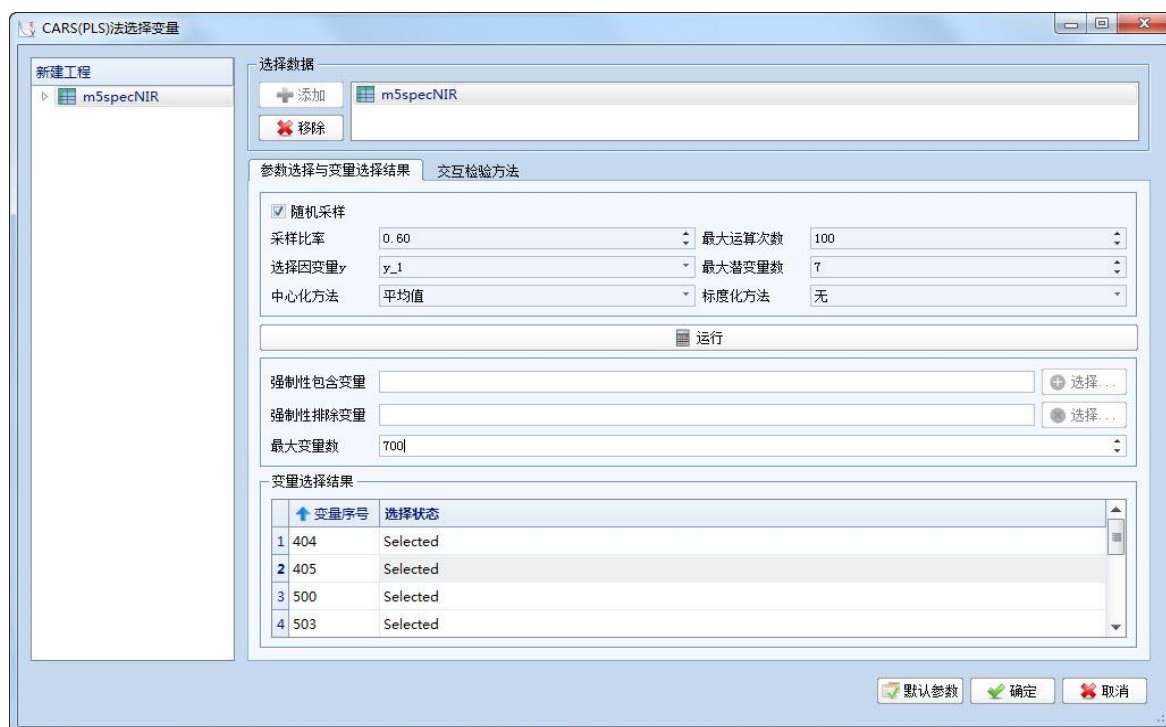 CARS(PLS)法选择变量
新建工程
m5specNIR
选择数据
添加
m5specNIR
移除
参数选择与变量选择结果 交互检验方法
随机采样
采样比率 0.60 最大运算次数 100
选择因变量y y_1 最大潜变量数 7
中心化方法 平均值 标度化方法 无
运行
强制性包含变量 选择...
强制性排除变量 选择...
最大变量数 700
变量选择结果
变量序号 选择状态
1 404 Selected
2 405 Selected
3 500 Selected
4 503 Selected
默认参数 确定 取消